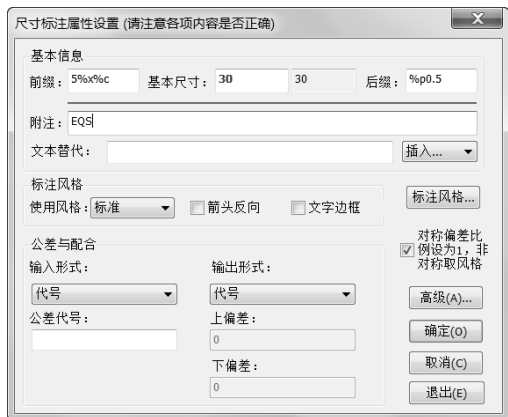 尺寸标注属性设置 (请注意各项内容是否正确)
X
基本信息
前缀: 5%x%c 基本尺寸: 30 30 后缀: %p0.5
附注: EQS
文本替代: 插入...
标注风格
使用风格: 标准 箭头反向 文字边框 标注风格...
公差与配合
对称偏差比
例设为1，非
对称取风格
输入形式: 输出形式:
代号 代号 高级(A)...
公差代号: 上偏差:
0 确定(O)
下偏差: 取消(C)
0 退出(E)